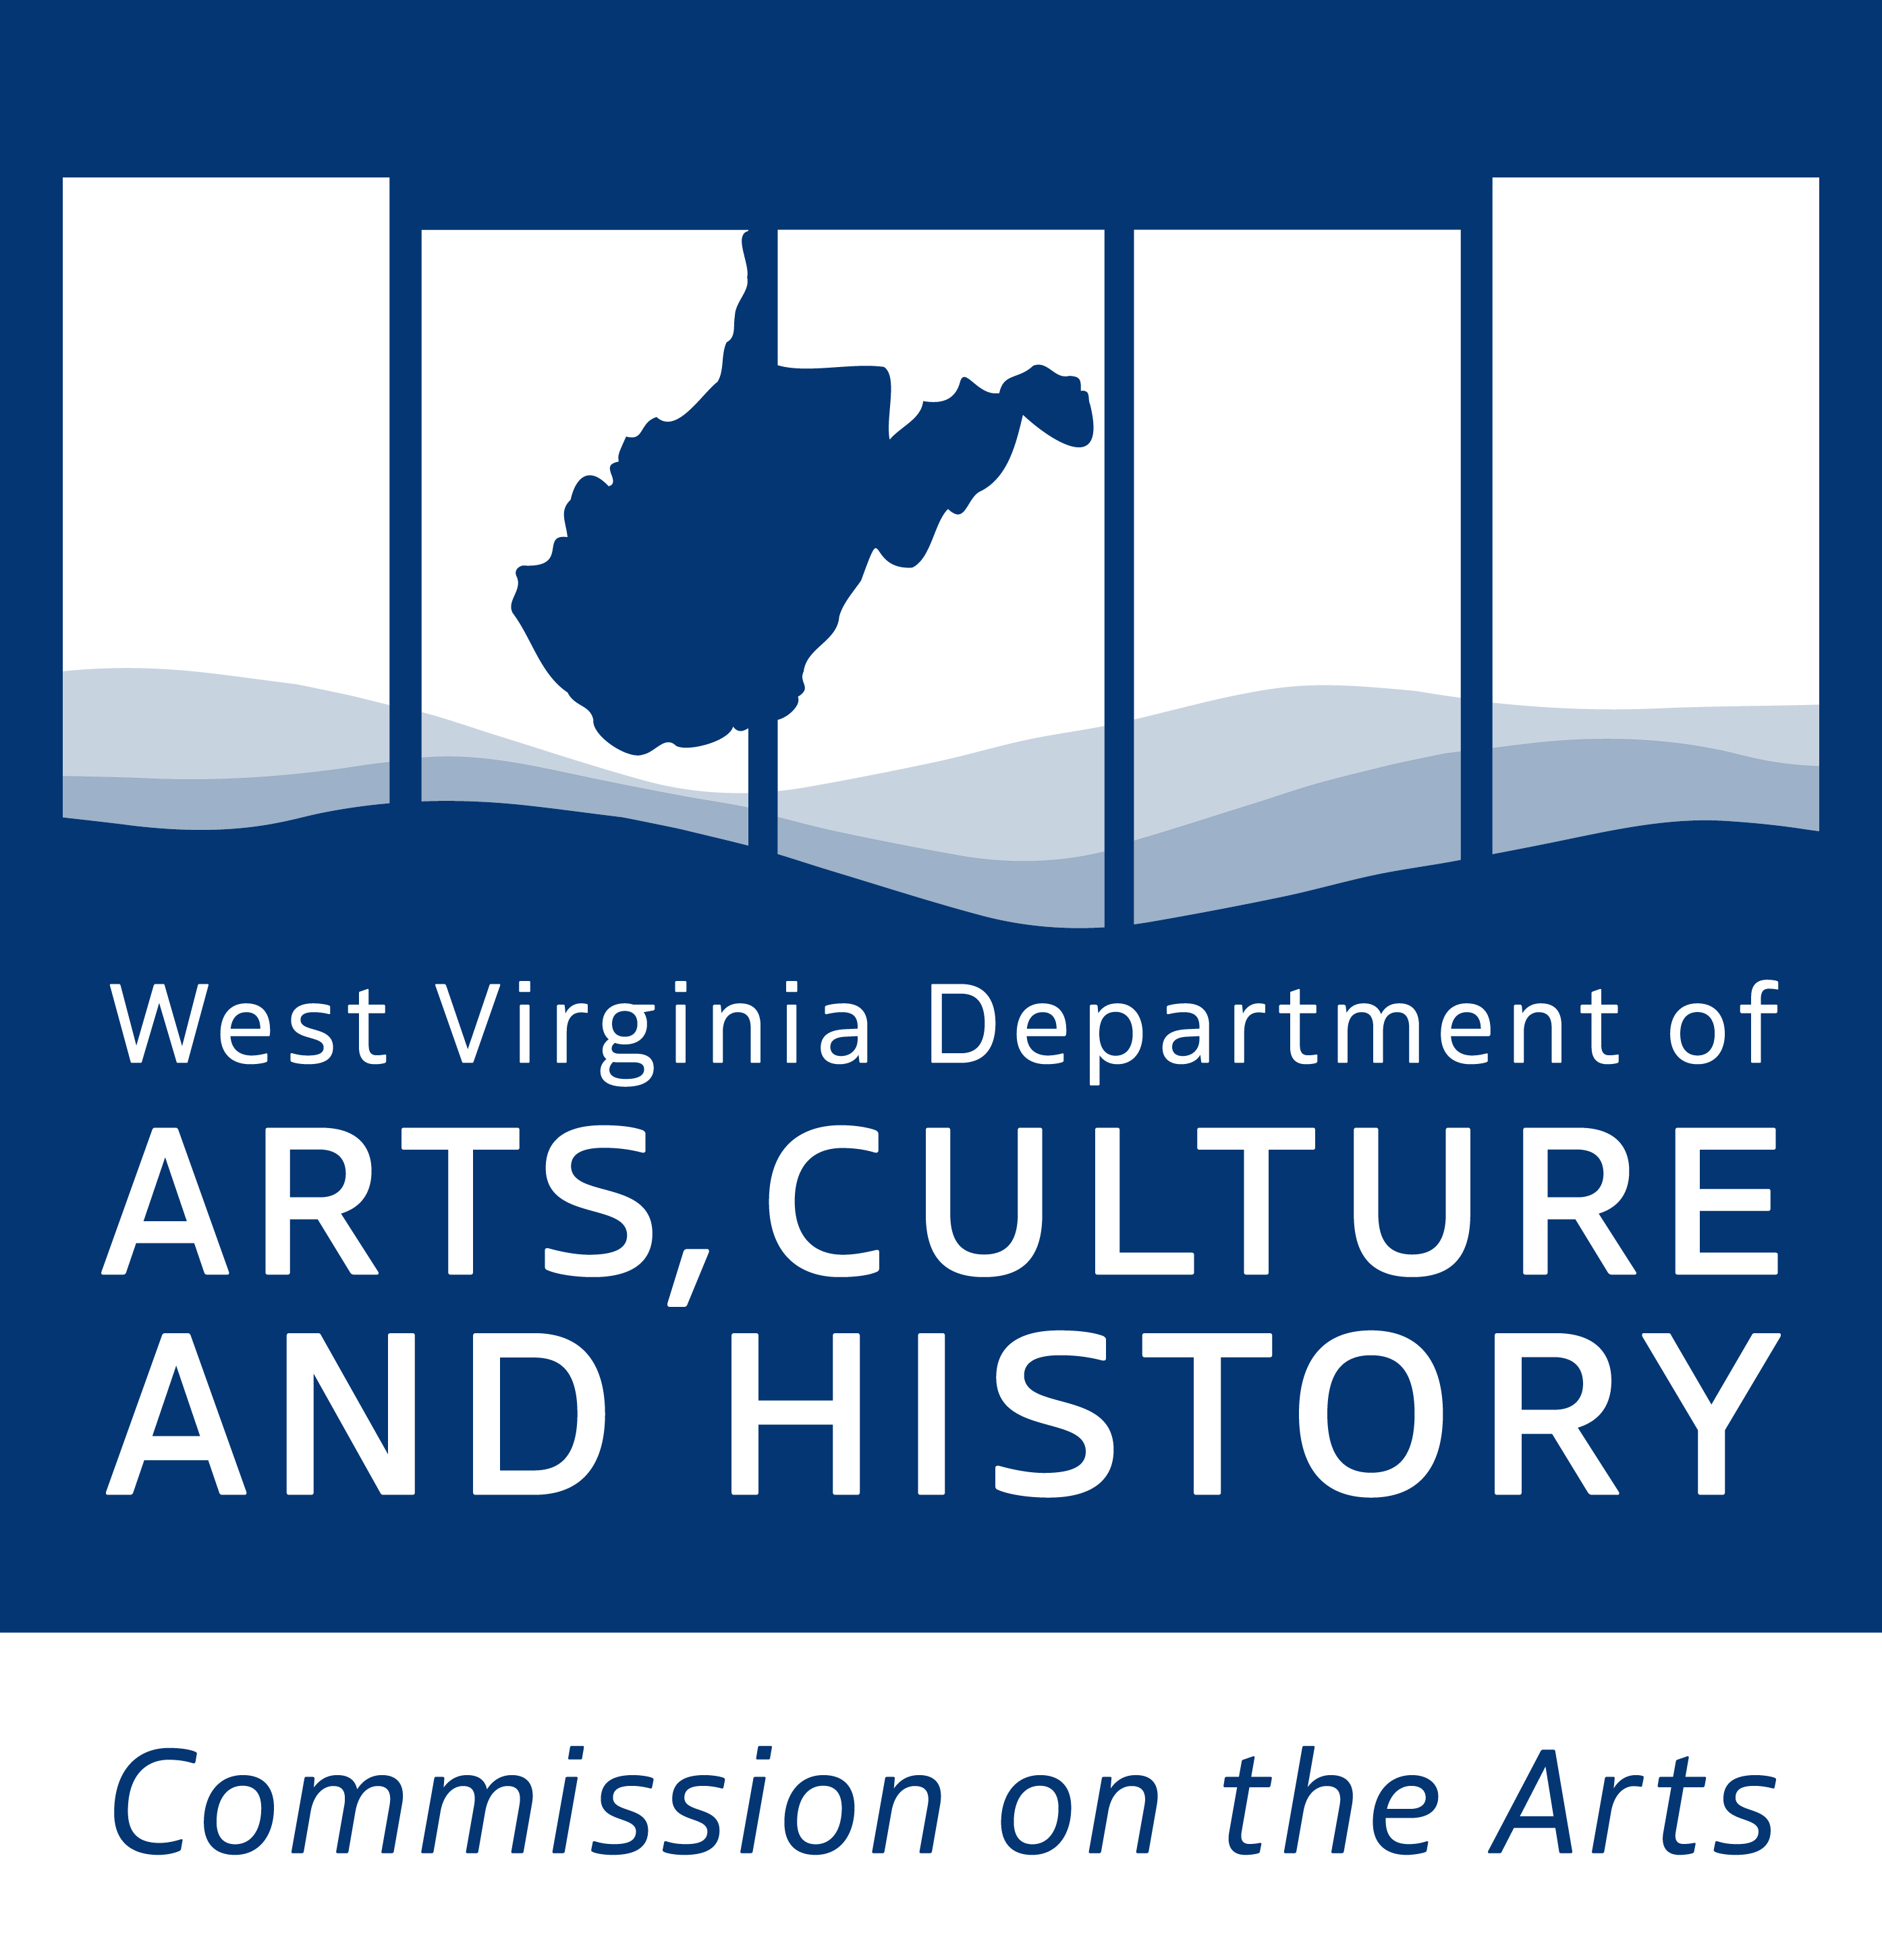 West Virginia Department of
ARTS, CULTURE
AND HISTORY
Commission on the Arts